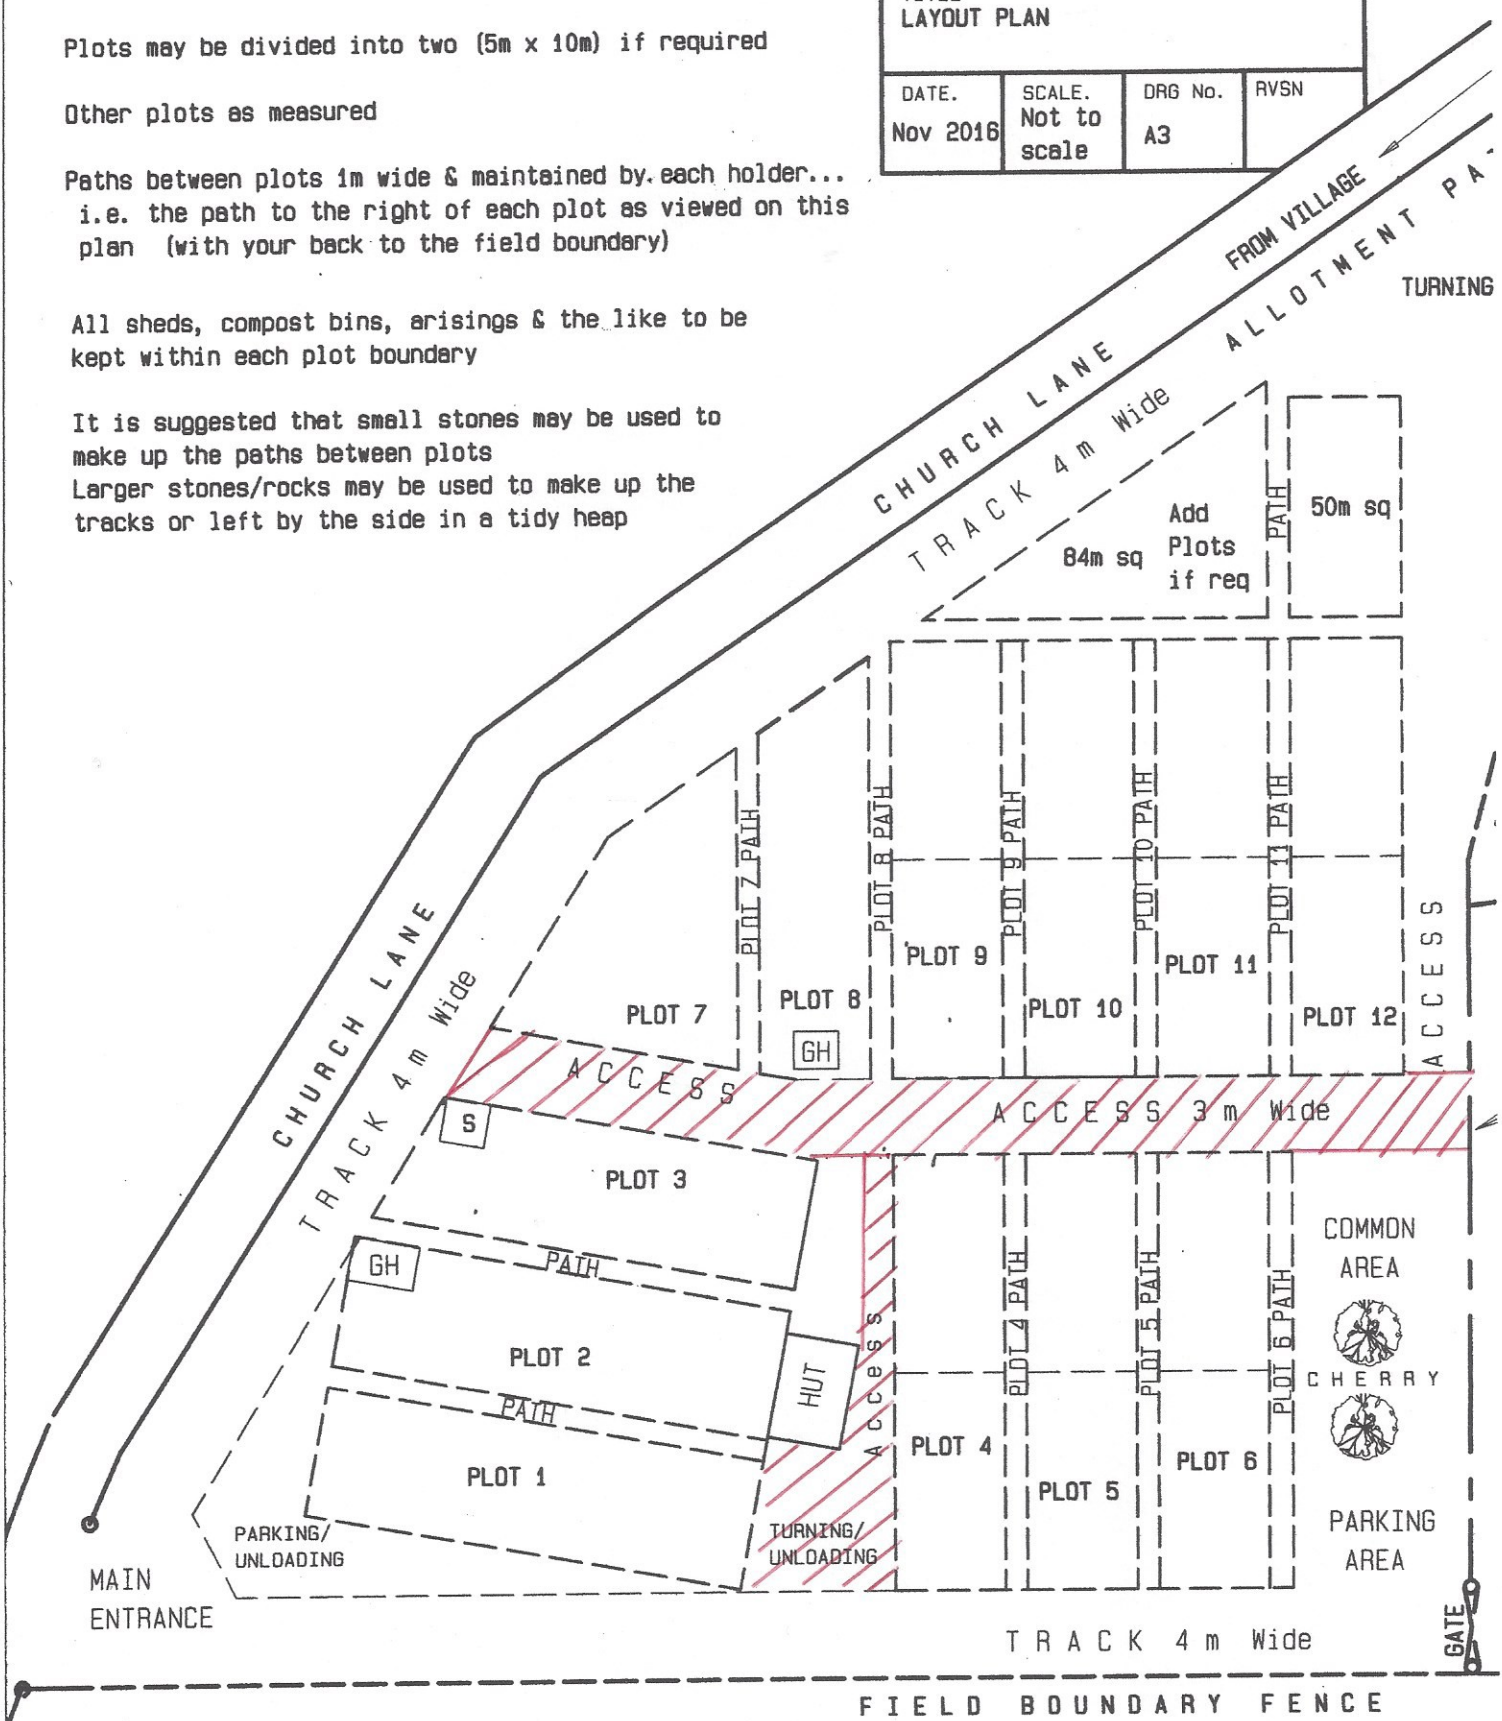 Plots may be divided into two (5m x 10m) if required
Other plots as measured
Paths between plots 1m wide & maintained by each holder...
i.e. the path to the right of each plot as viewed on this
plan (with your back to the field boundary)
All sheds, compost bins, arisings & the like to be
kept within each plot boundary
It is suggested that small stones may be used to
make up the paths between plots
Larger stones/rocks may be used to make up the
tracks or left by the side in a tidy heap
LAYOUT PLAN
DATE.
Nov 2016
SCALE.
Not to
scale
DRG No.
A3
RVSN
FROM VILLAGE
CHURCH LANE
ALLOTMENT PA
TURNING
TRACK 4m Wide
84m sq
Add
Plots
if req
PATH
50m sq
CHURCH LANE
TRACK 4m Wide
PLOT 7
PLOT 7 PATH
PLOT 8
GH
PLOT 8 PATH
PLOT 9
PLOT 9 PATH
PLOT 10
PLOT 10 PATH
PLOT 11
PLOT 11 PATH
PLOT 12
ACCESS
ACCESS
ACCESS 3m Wide
S
PLOT 3
PATH
GH
PLOT 2
PATH
HUT
PLOT 1
ACCeSS
PLOT 4
PLOT 4 PATH
PLOT 5
PLOT 5 PATH
PLOT 6
PLOT 6 PATH
COMMON
AREA
CHERRY
PARKING
AREA
PARKING/
UNLOADING
TURNING/
UNLOADING
MAIN
ENTRANCE
TRACK 4m Wide
GATE
FIELD BOUNDARY FENCE